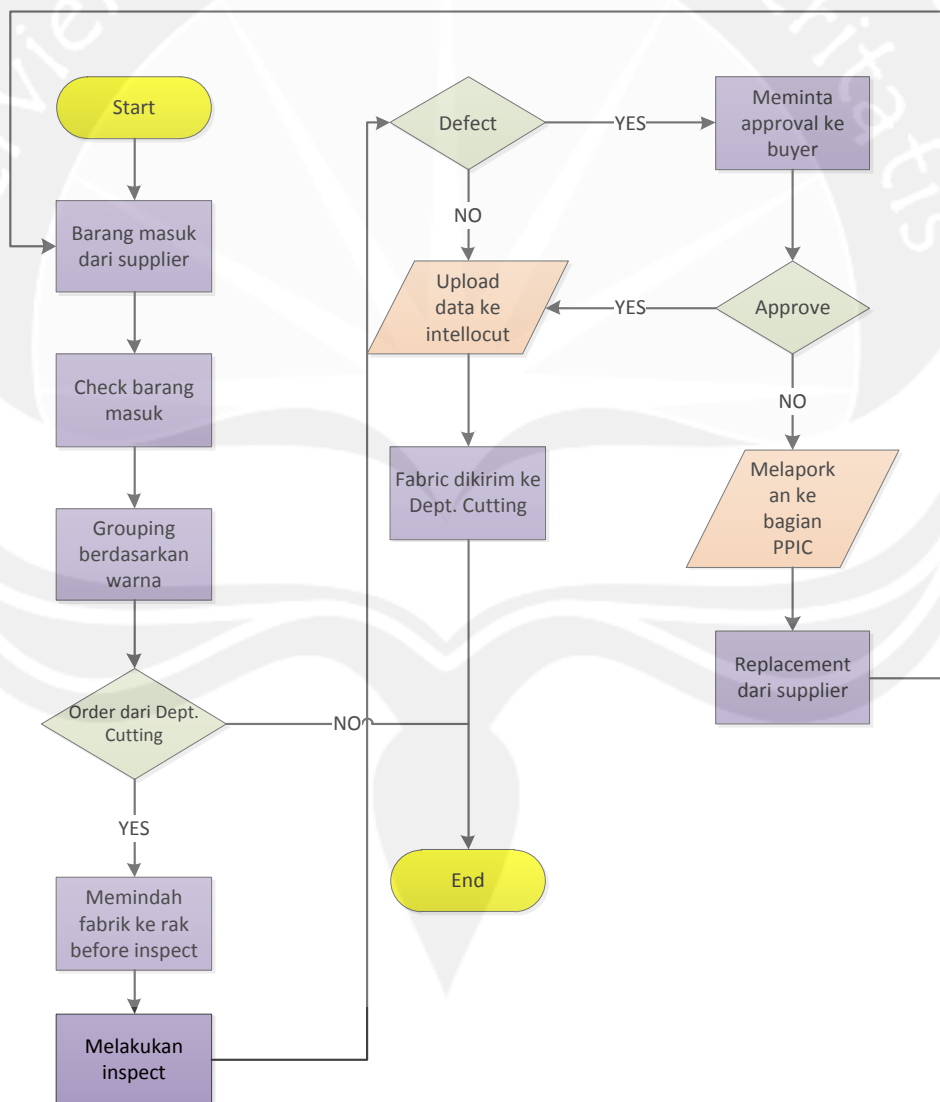 Start
Barang masuk
dari supplier
Check barang
masuk
Grouping
berdasarkan
warna
Order dari Dept.
Cutting
NO
YES
Memindah
fabrik ke rak
before inspect
Melakukan
inspect
Defect
YES
NO
Upload
data ke
intellocut
Fabric dikirim ke
Dept. Cutting
End
Meminta
approval ke
buyer
Approve
YES
NO
Melapork
an ke
bagian
PPIC
Replacement
dari supplier